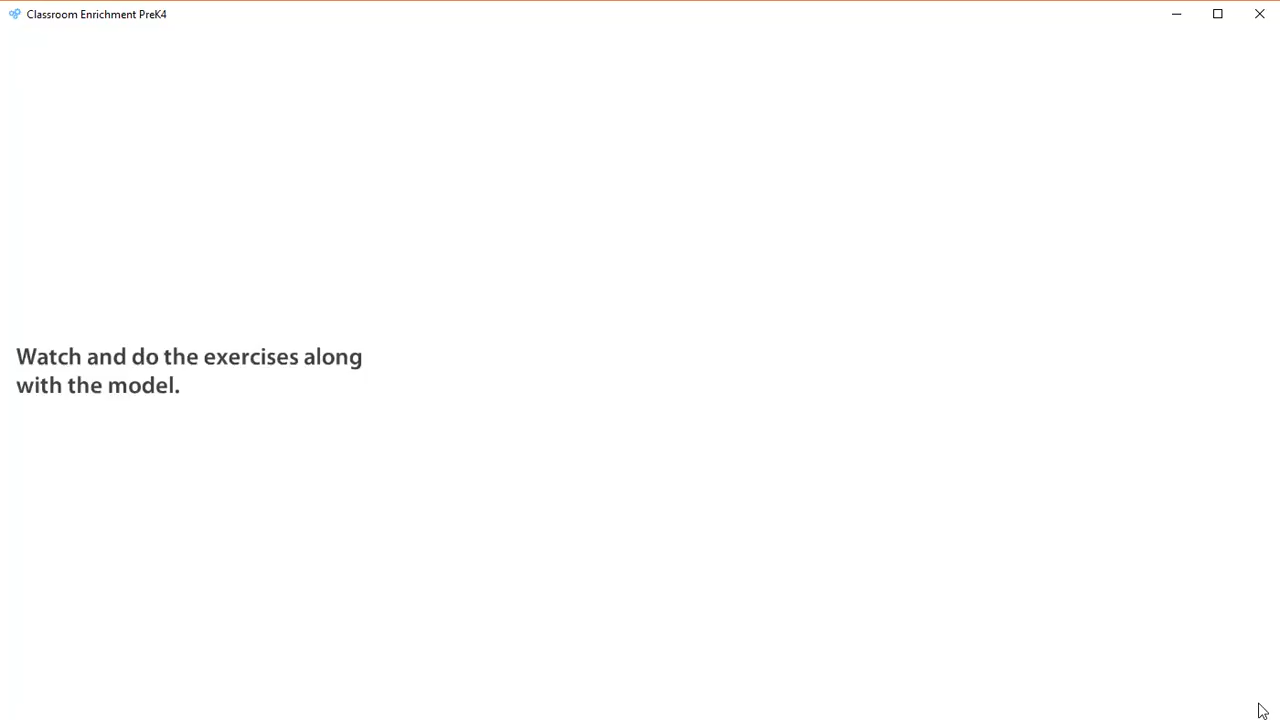 Classroom Enrichment PreK4
Watch and do the exercises along
with the model.